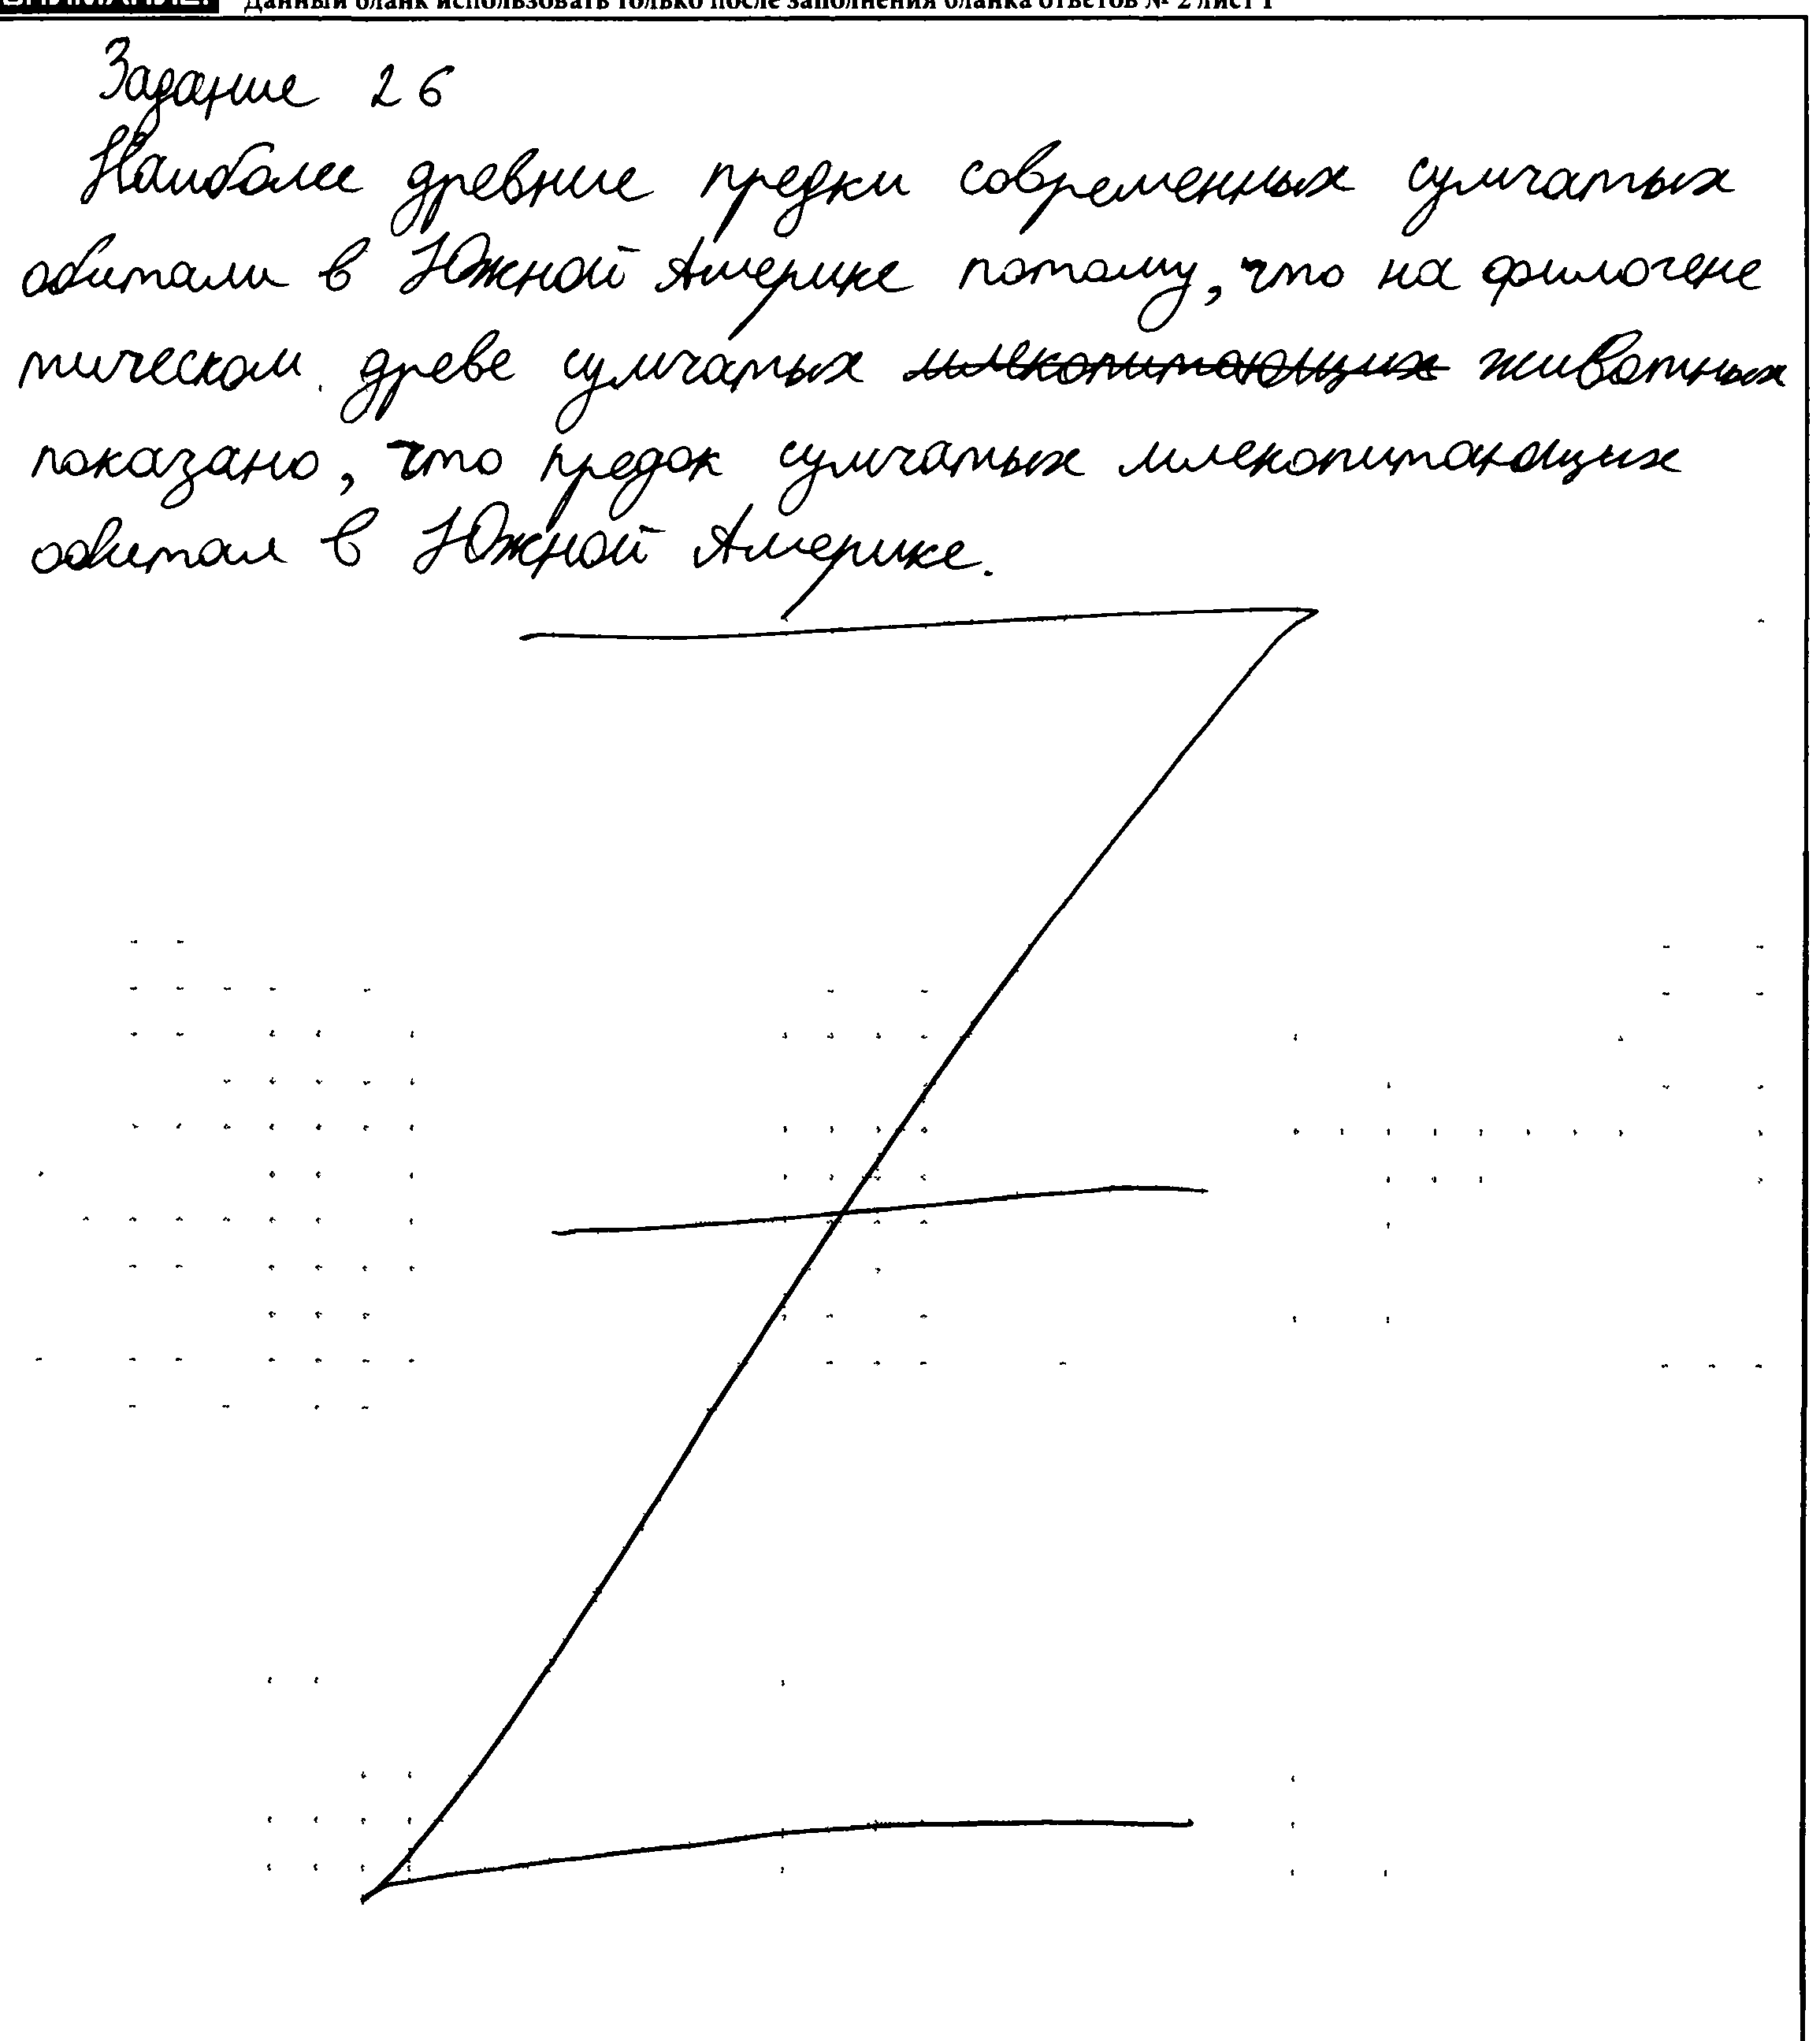 Данный бланк использовать только после заполнения бланка ответов № 2 лист 1
Задание 26
Наиболее древние предки современных сумчатых
обитали в Южной Америке потому, что на филогене
тическом древе сумчатых млекопитающих животных
показано, что предок сумчатых млекопитающих
обитал в Южной Америке.